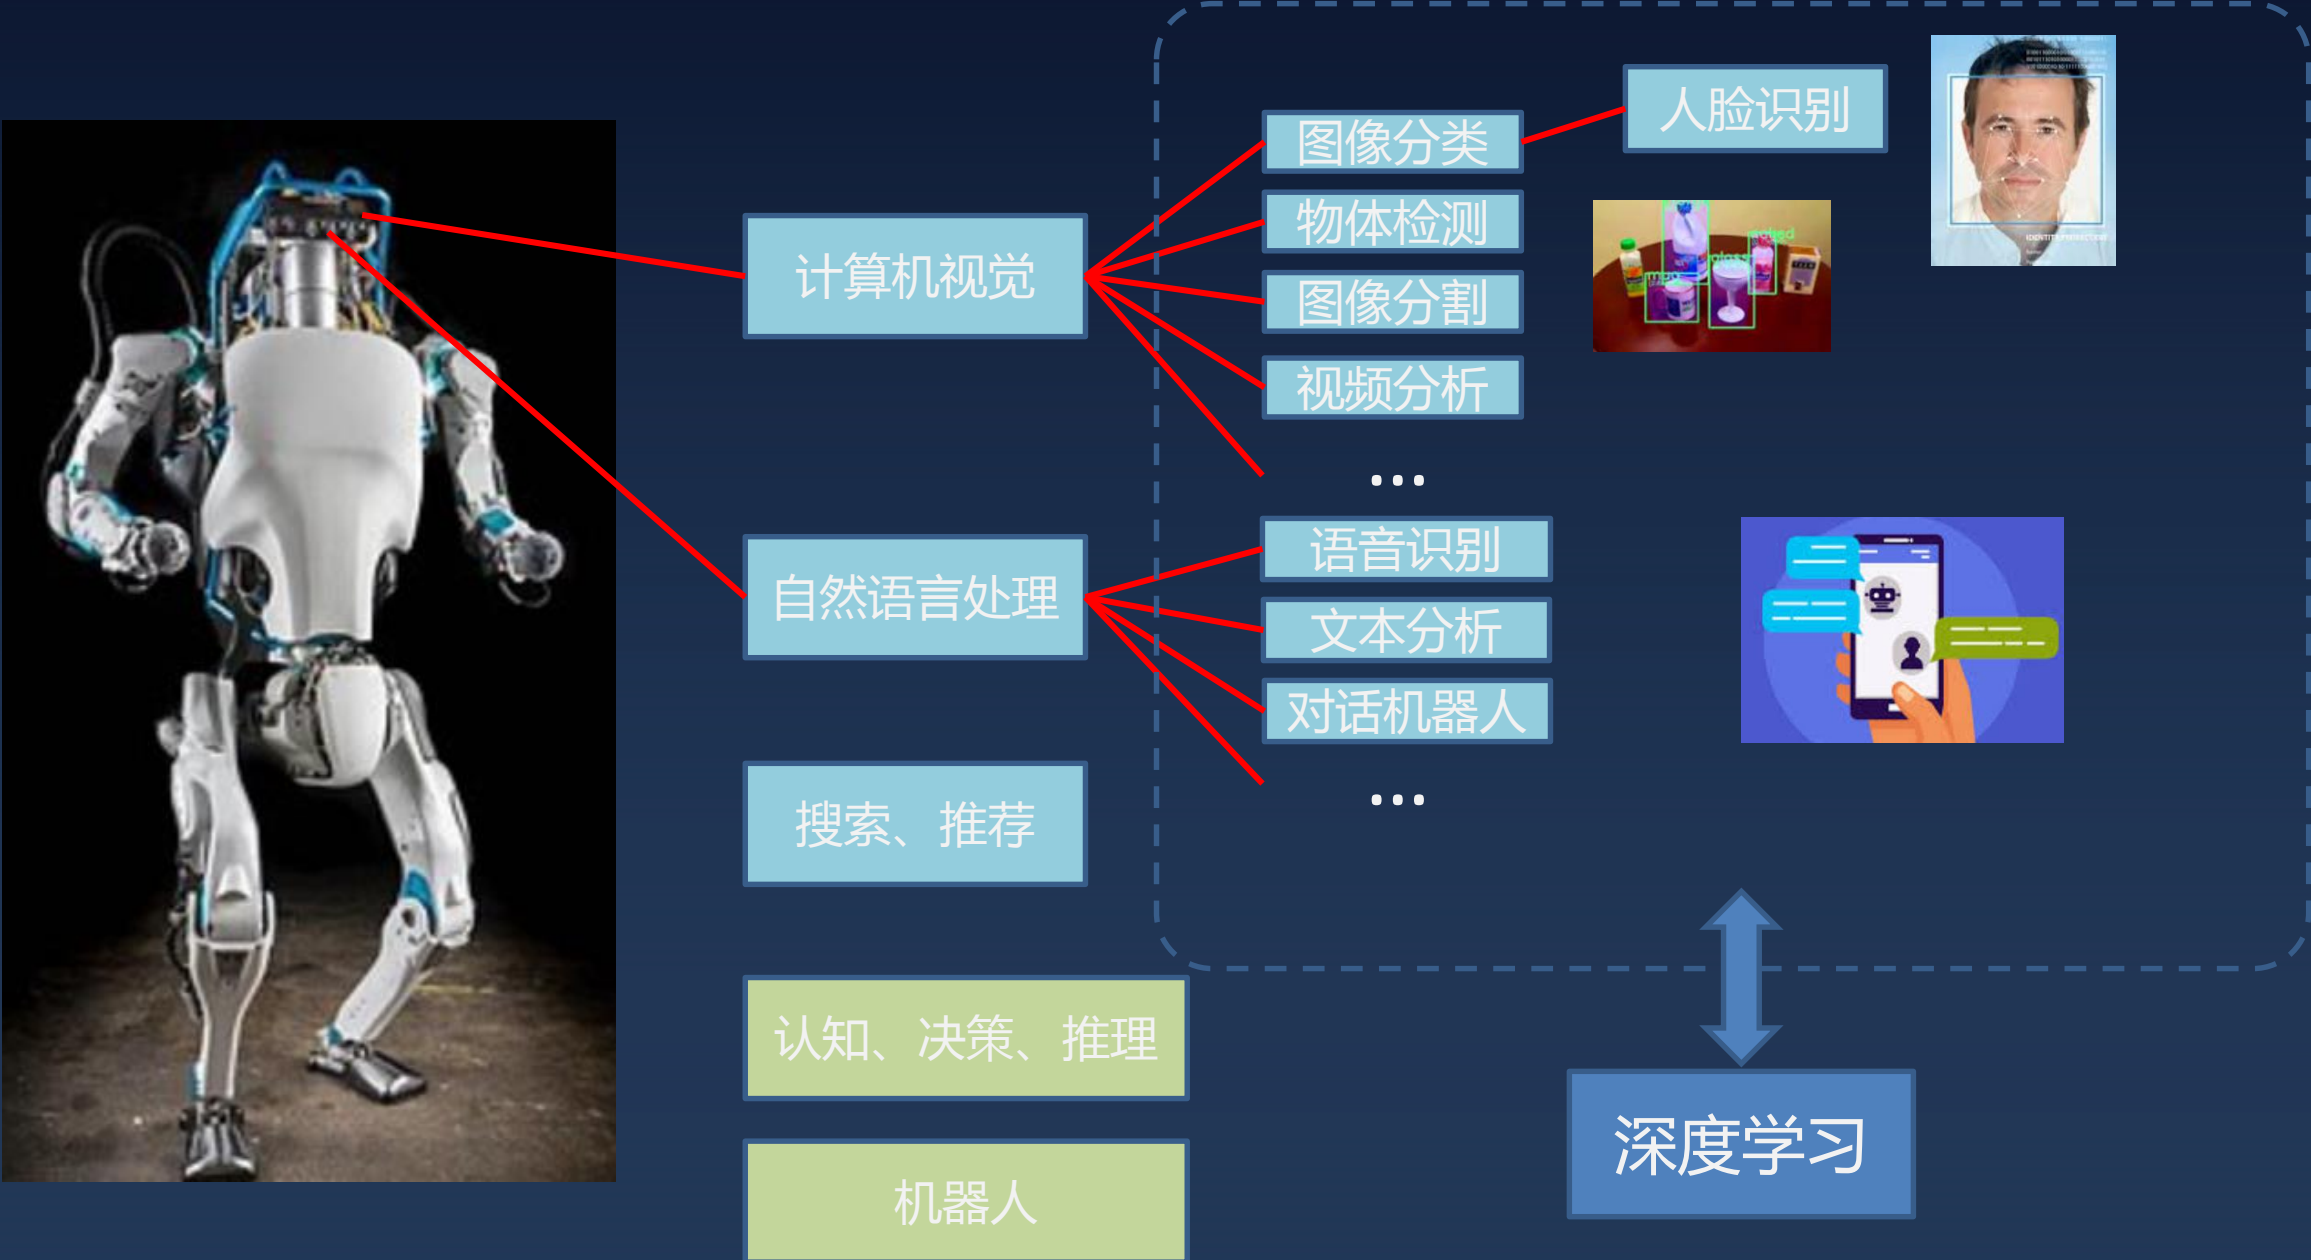 计算机视觉
自然语言处理
搜索、推荐
认知、决策、推理
机器人
图像分类
物体检测
图像分割
视频分析
...
语音识别
文本分析
对话机器人
...
人脸识别
深度学习